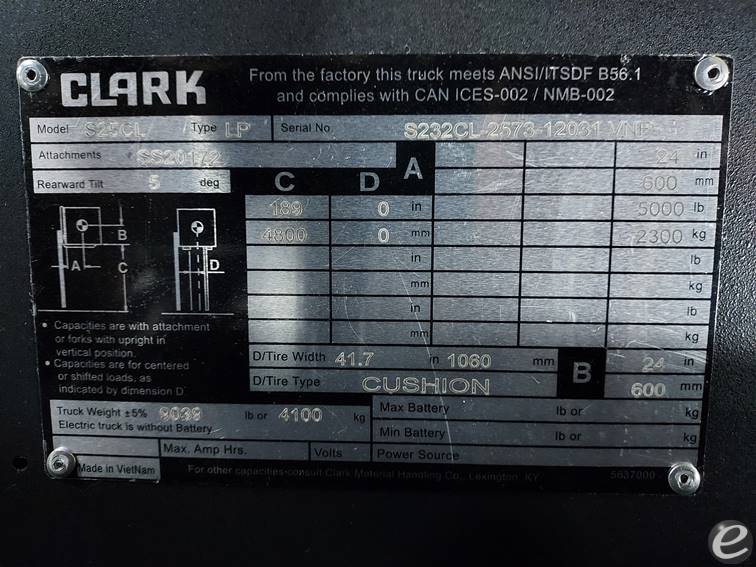 CLARK
From the factory this truck meets ANSI/ITSDF B56.1
and complies with CAN ICES-002 / NMB-002
Model S25CL Type LP Serial No. S232CL-2573-12031 VNP
Attachments SS20172 A 24 in
Rearward Tilt 5 deg C D 600 mm
189 0 in 5000 lb
4800 0 mm 2300 kg
in lb
mm kg
in lb
mm kg
A B C D
• Capacities are with attachment
or forks with upright in
vertical position.
• Capacities are for centered
or shifted loads, as
indicated by dimension D
D/Tire Width 41.7 in 1060 mm B 24 in
D/Tire Type CUSHION 600 mm
Truck Weight ±5% 9039 lb or 4100 kg
Electric truck is without Battery
Max Battery lb or kg
Min Battery lb or kg
Max. Amp Hrs. Volts Power Source
Made in VietNam
For other capacities consult Clark Material Handling Co., Lexington, KY 5637000
e